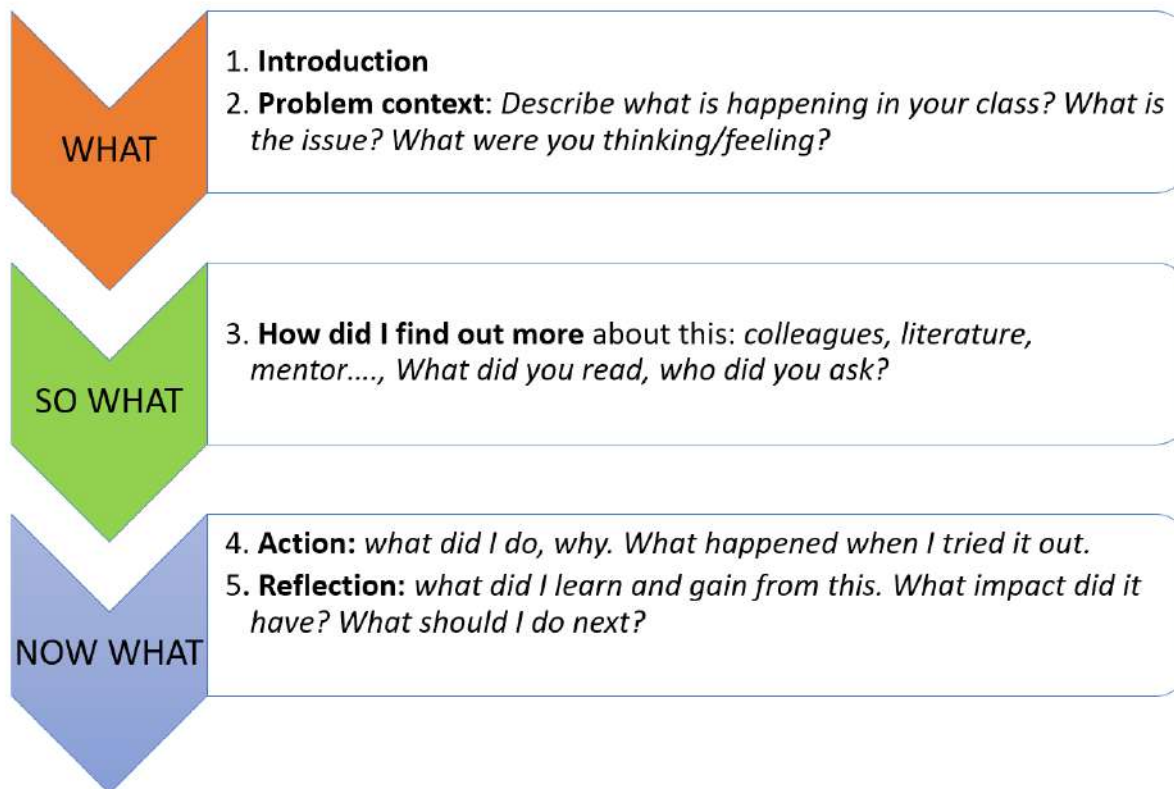 WHAT
1. Introduction
2. Problem context: Describe what is happening in your class? What is
the issue? What were you thinking/feeling?
SO WHAT
3. How did I find out more about this: colleagues, literature,
mentor...., What did you read, who did you ask?
NOW WHAT
4. Action: what did I do, why. What happened when I tried it out.
5. Reflection: what did I learn and gain from this. What impact did it
have? What should I do next?